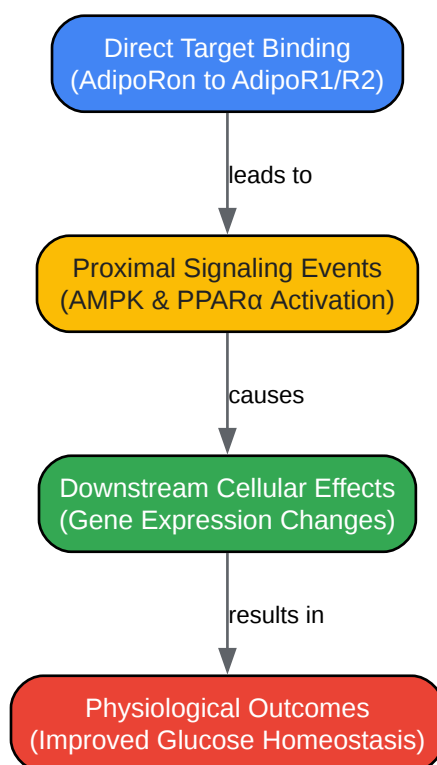 Direct Target Binding
(AdipoRon to AdipoR1/R2)
leads to
Proximal Signaling Events
(AMPK & PPARα Activation)
causes
Downstream Cellular Effects
(Gene Expression Changes)
results in
Physiological Outcomes
(Improved Glucose Homeostasis)